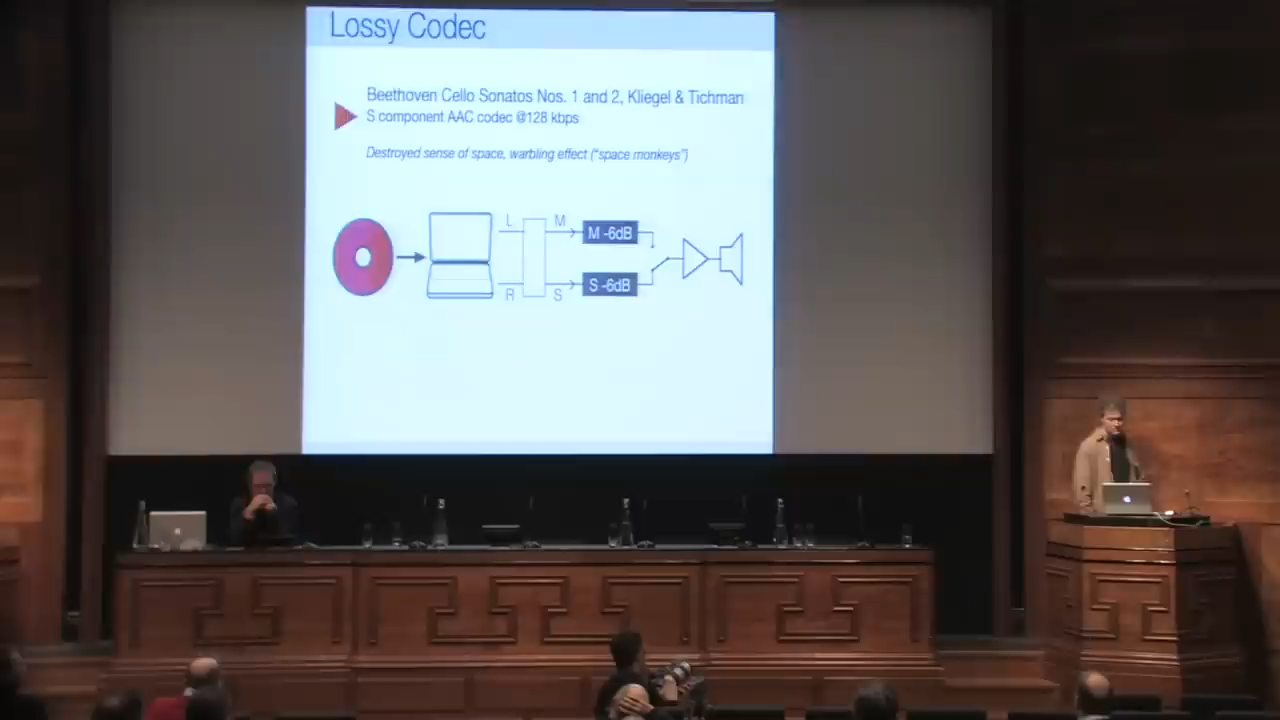 Lossy Codec
Beethoven Cello Sonatos Nos. 1 and 2, Kliegel & Tichman
S component AAC codec @128 kbps
Destroyed sense of space, warbling effect ("space monkeys")
L
M
M -6dB
S -6dB
R
S